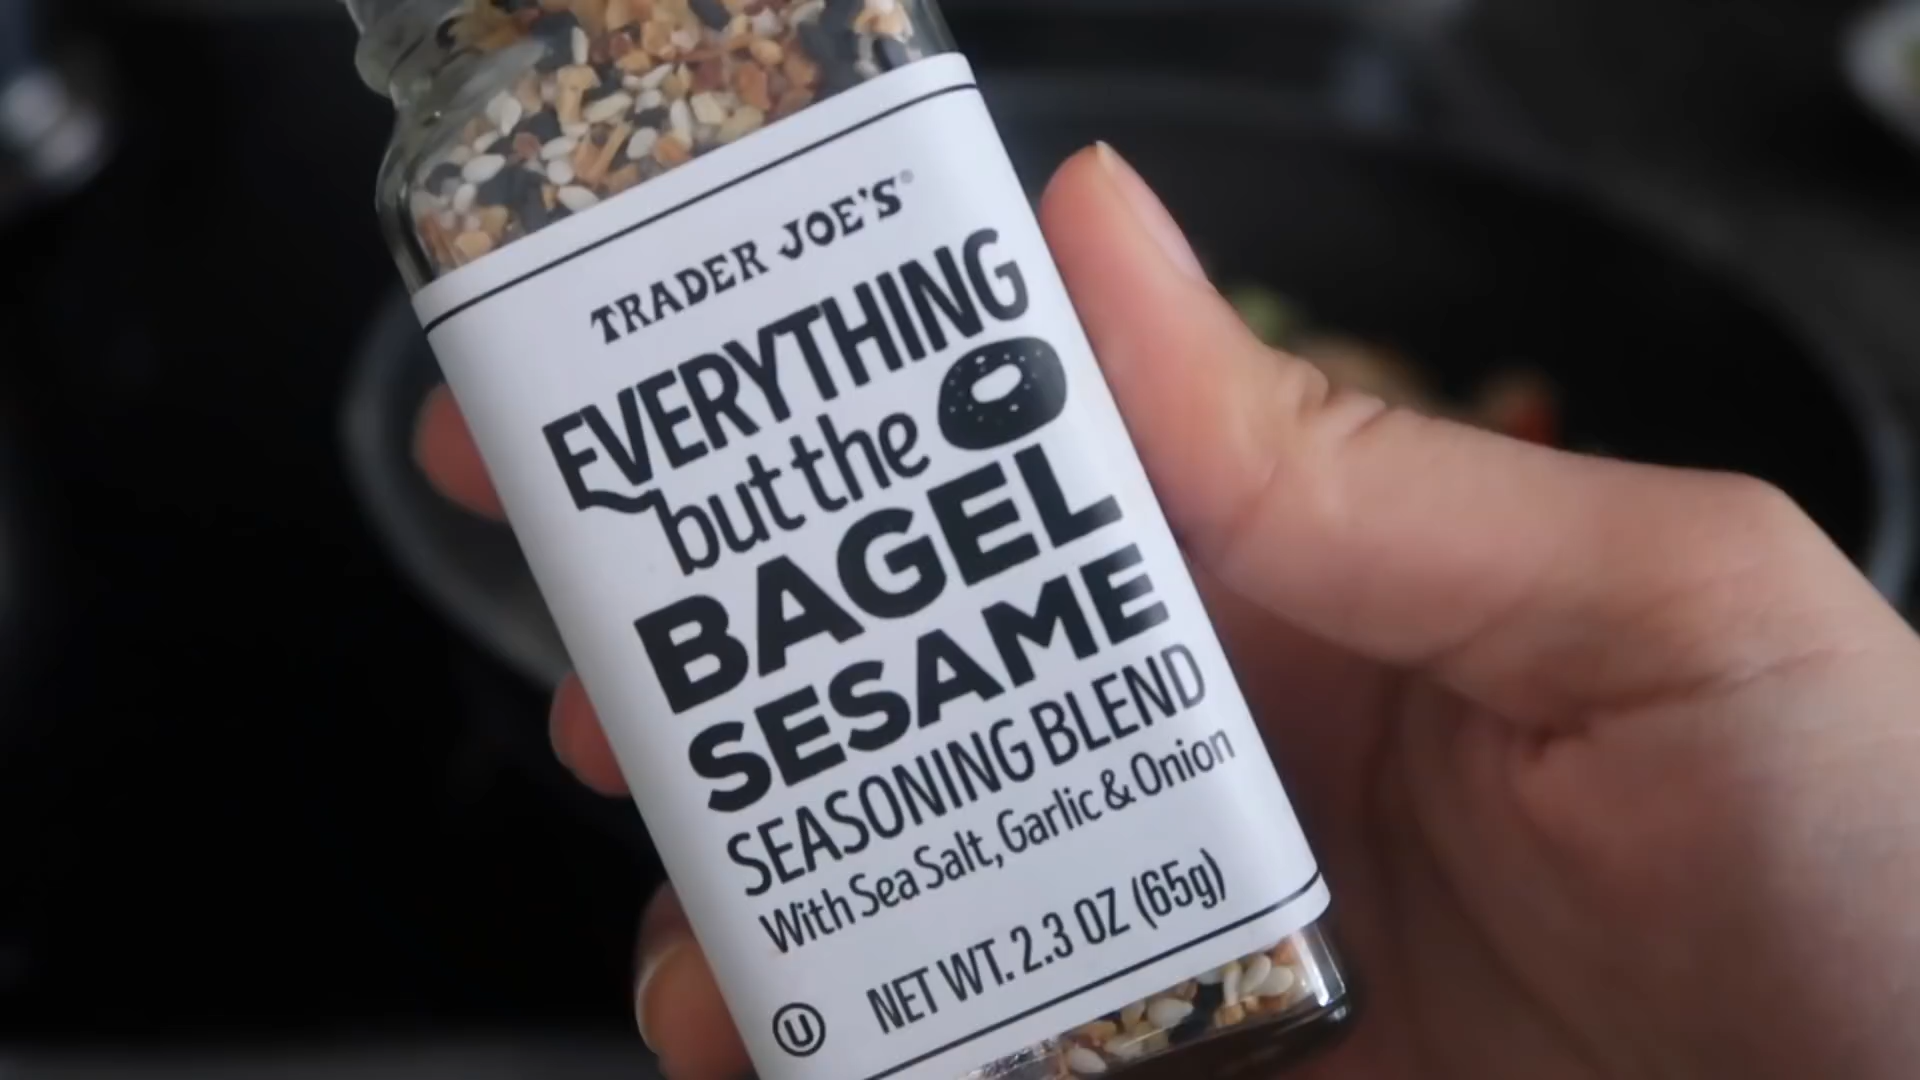 TRADER JOE'S®
EVERYTHING
but the
BAGEL
SESAME
SEASONING BLEND
With Sea Salt, Garlic & Onion
NET WT. 2.3 OZ (65g)
U